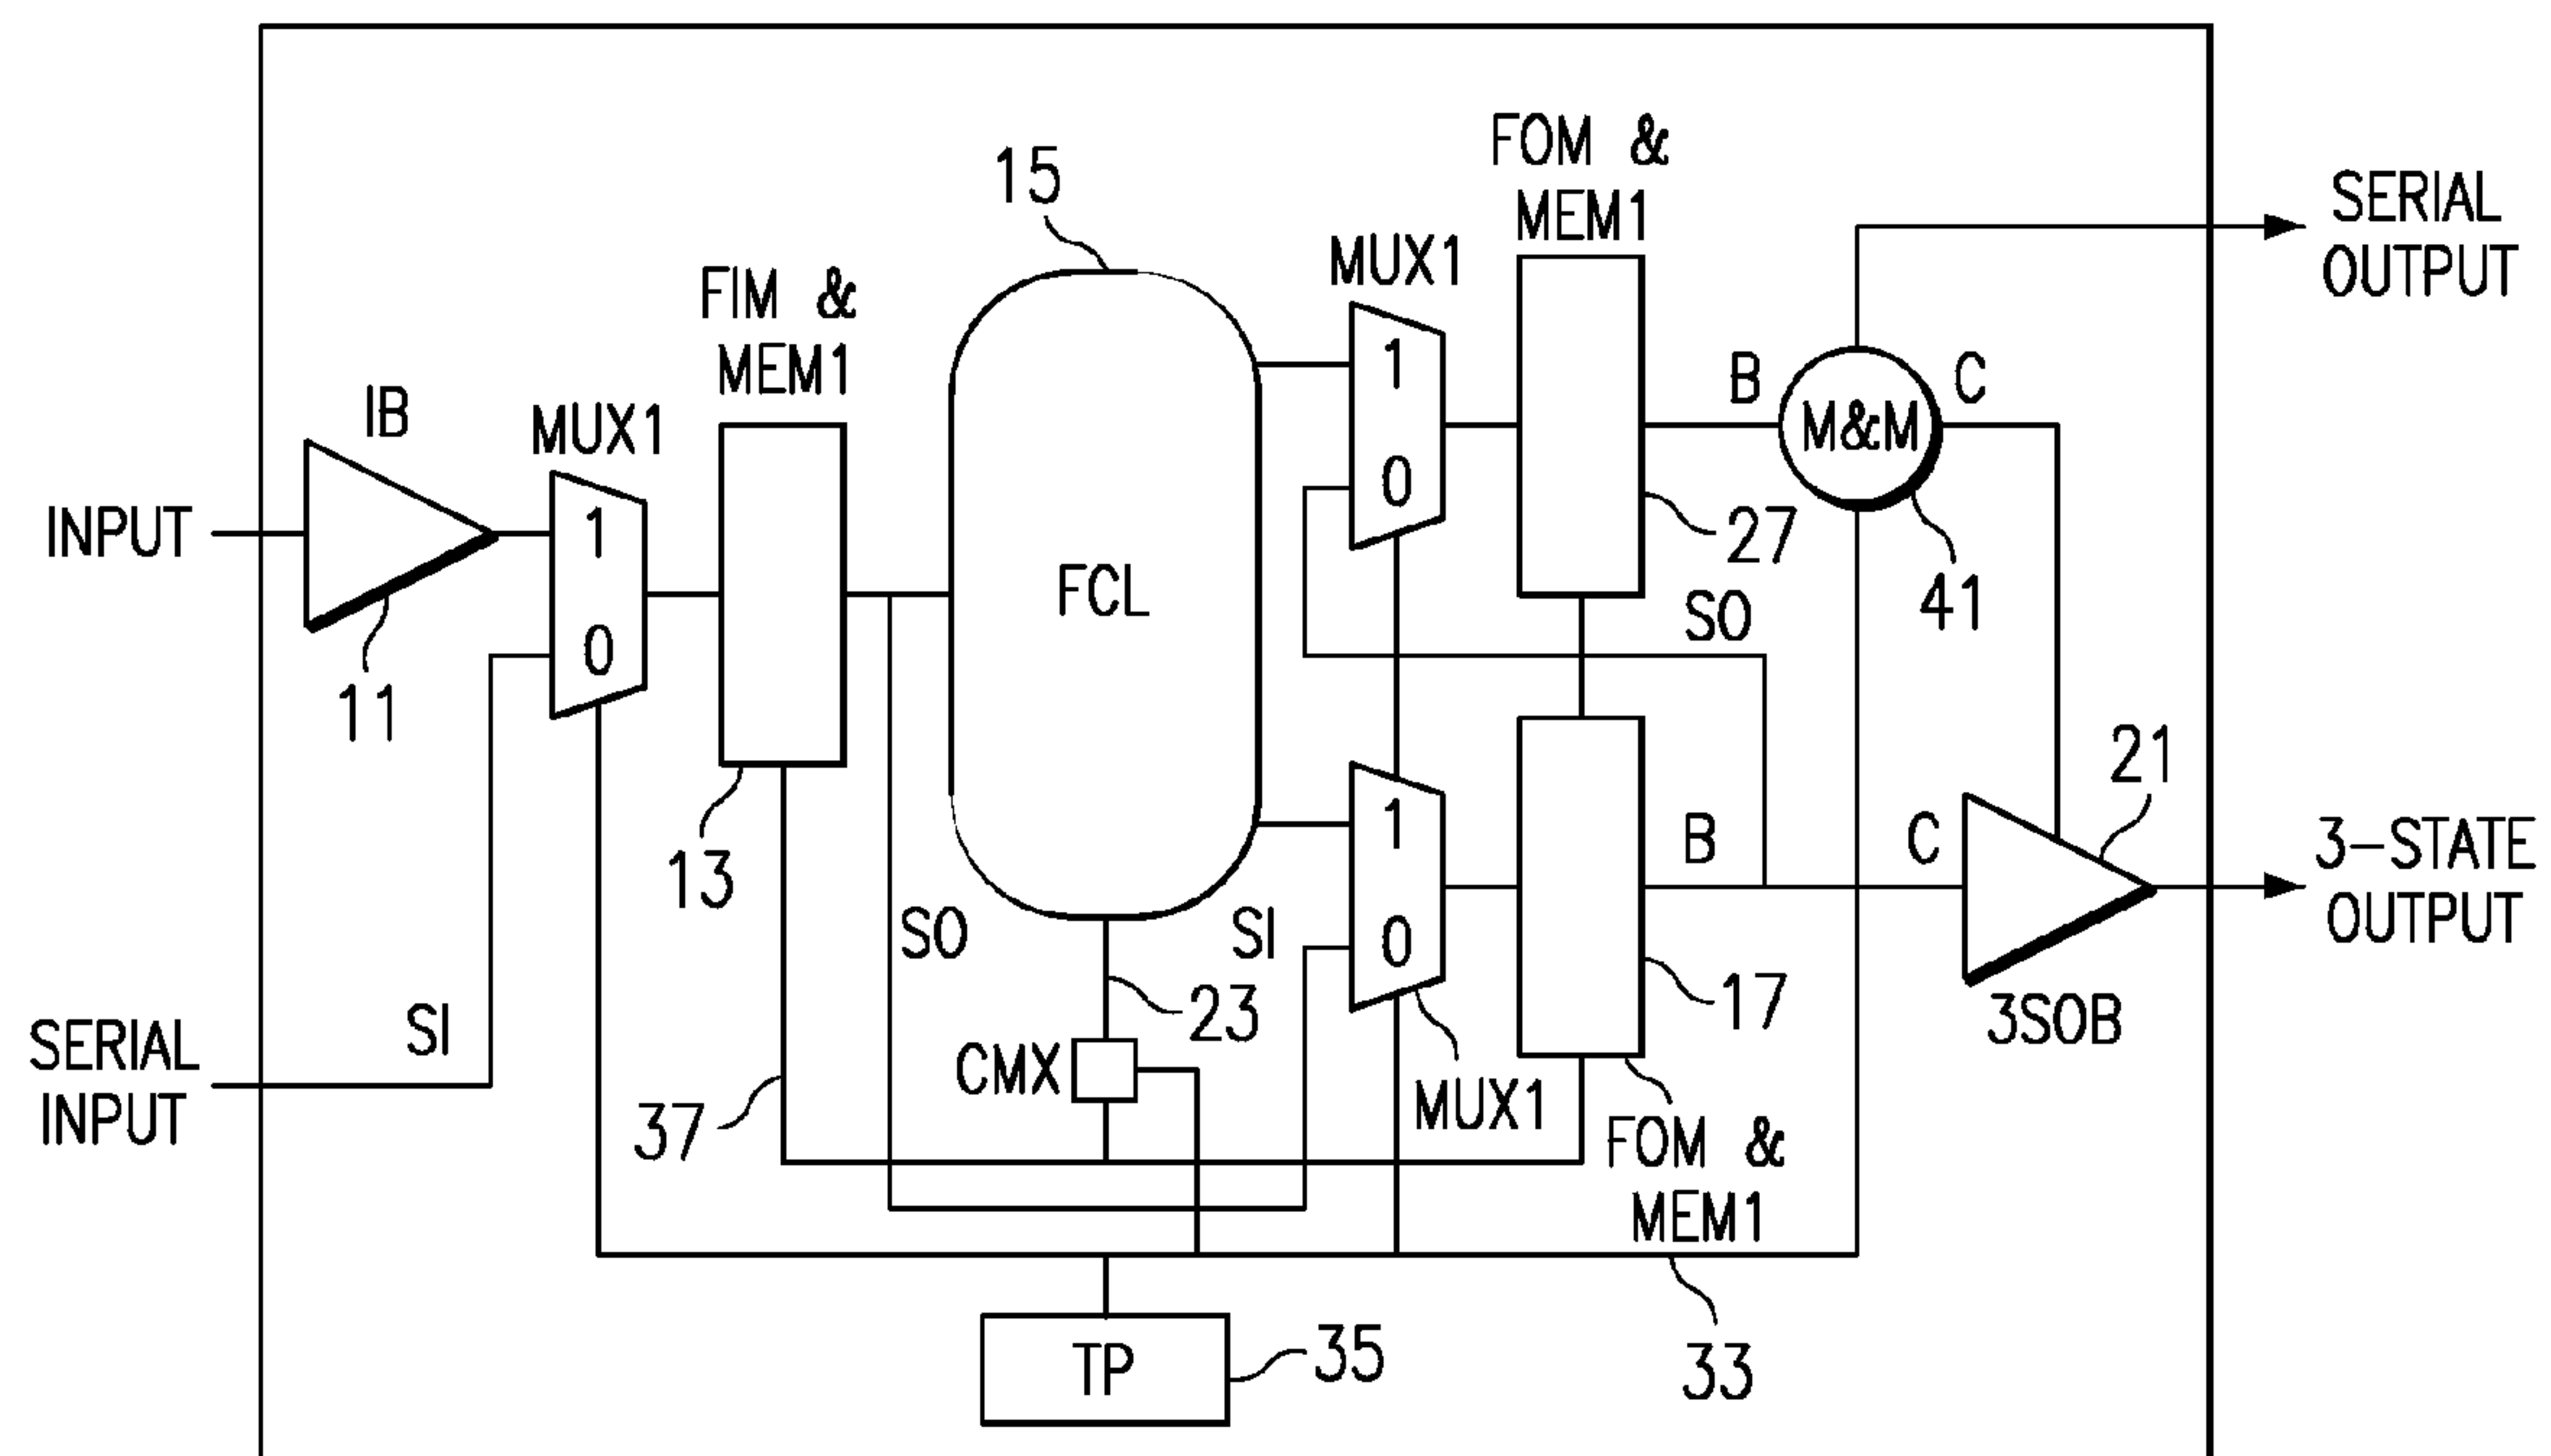 15
FOM &
MEM1
SERIAL
OUTPUT
MUX1
FIM &
MEM1
1
0
B
M&M
C
IB
MUX1
INPUT
1
0
27
41
FCL
SO
11
13
1
0
B
C
21
3-STATE
OUTPUT
SO
SI
23
17
3SOB
SI
SERIAL
INPUT
CMX
37
MUX1
FOM &
MEM1
TP
35
33